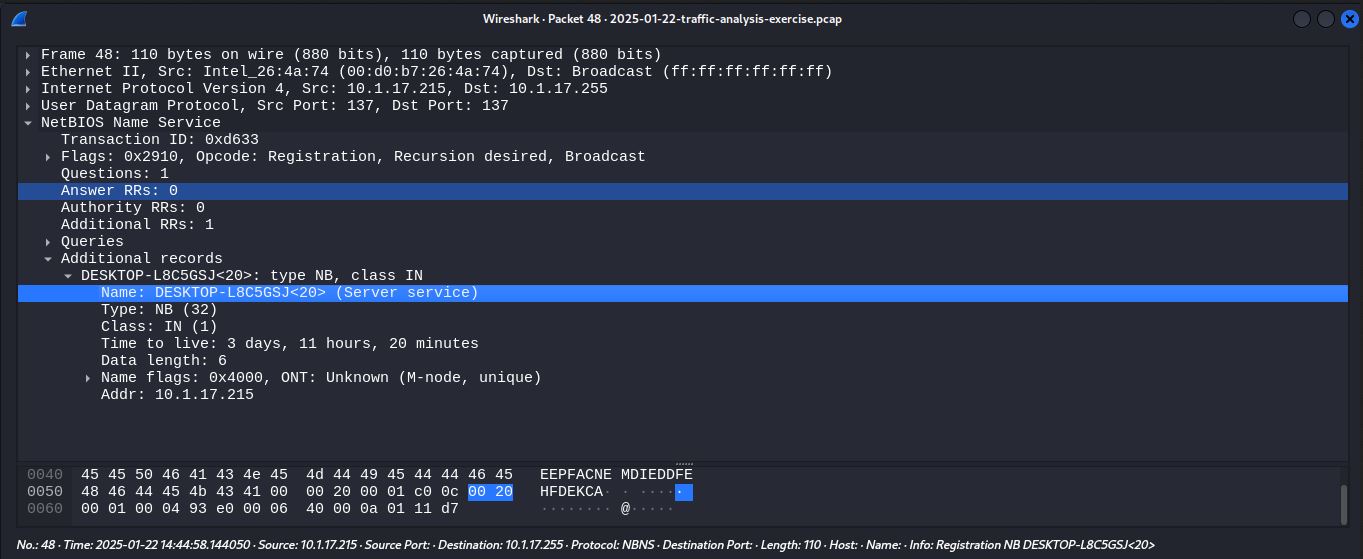 Wireshark · Packet 48 · 2025-01-22-traffic-analysis-exercise.pcap
Frame 48: 110 bytes on wire (880 bits), 110 bytes captured (880 bits)
Ethernet II, Src: Intel_26:4a:74 (00:d0:b7:26:4a:74), Dst: Broadcast (ff:ff:ff:ff:ff:ff)
Internet Protocol Version 4, Src: 10.1.17.215, Dst: 10.1.17.255
User Datagram Protocol, Src Port: 137, Dst Port: 137
NetBIOS Name Service
Transaction ID: 0xd633
Flags: 0x2910, Opcode: Registration, Recursion desired, Broadcast
Questions: 1
Answer RRs: 0
Authority RRs: 0
Additional RRs: 1
Queries
Additional records
DESKTOP-L8C5GSJ<20>: type NB, class IN
Name: DESKTOP-L8C5GSJ<20> (Server service)
Type: NB (32)
Class: IN (1)
Time to live: 3 days, 11 hours, 20 minutes
Data length: 6
Name flags: 0x4000, ONT: Unknown (M-node, unique)
Addr: 10.1.17.215
0040 45 45 50 46 41 43 4e 45 4d 44 49 45 44 44 46 45 EEPFACNE MDIEDDFE
0050 48 46 44 45 4b 43 41 00 00 20 00 01 c0 0c 00 20 HFDEKCA· · ···· · 
0060 00 01 00 04 93 e0 00 06 40 00 0a 01 11 d7 ········ @·····
No.: 48 · Time: 2025-01-22 14:44:58.144050 · Source: 10.1.17.215 · Source Port: · Destination: 10.1.17.255 · Protocol: NBNS · Destination Port: · Length: 110 · Host: · Name: · Info: Registration NB DESKTOP-L8C5GSJ<20>